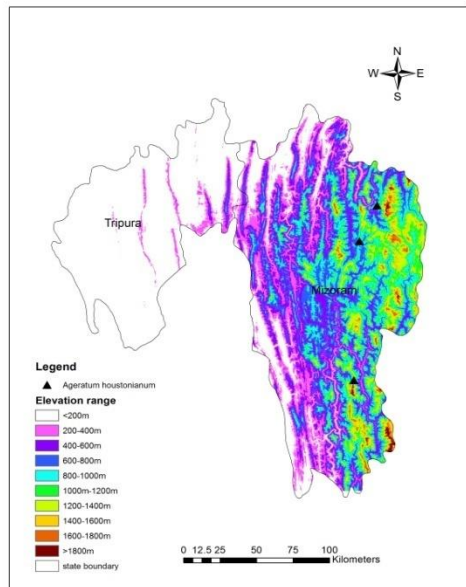 N
W E
S
Tripura
Mizoram
Legend
Ageratum houstonianum
Elevation range
<200m
200-400m
400-600m
600-800m
800-1000m
1000m-1200m
1200-1400m
1400-1600m
1600-1800m
>1800m
state boundary
0 12.5 25 50 75 100
Kilometers